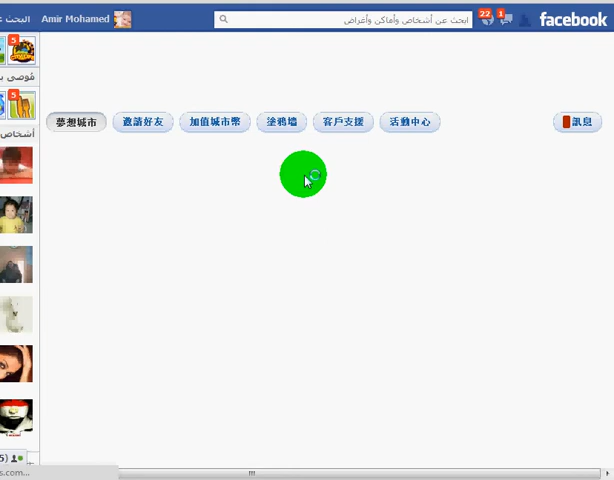 facebook
1
22
ابحث عن أشخاص وأماكن وأغراض
Amir Mohamed
البحث
5
مُوصى
5
أشخاص
夢想城市
邀請好友
加值城市幣
塗鴉墻
客戶支援
活動中心
訊息
5)
s.com...